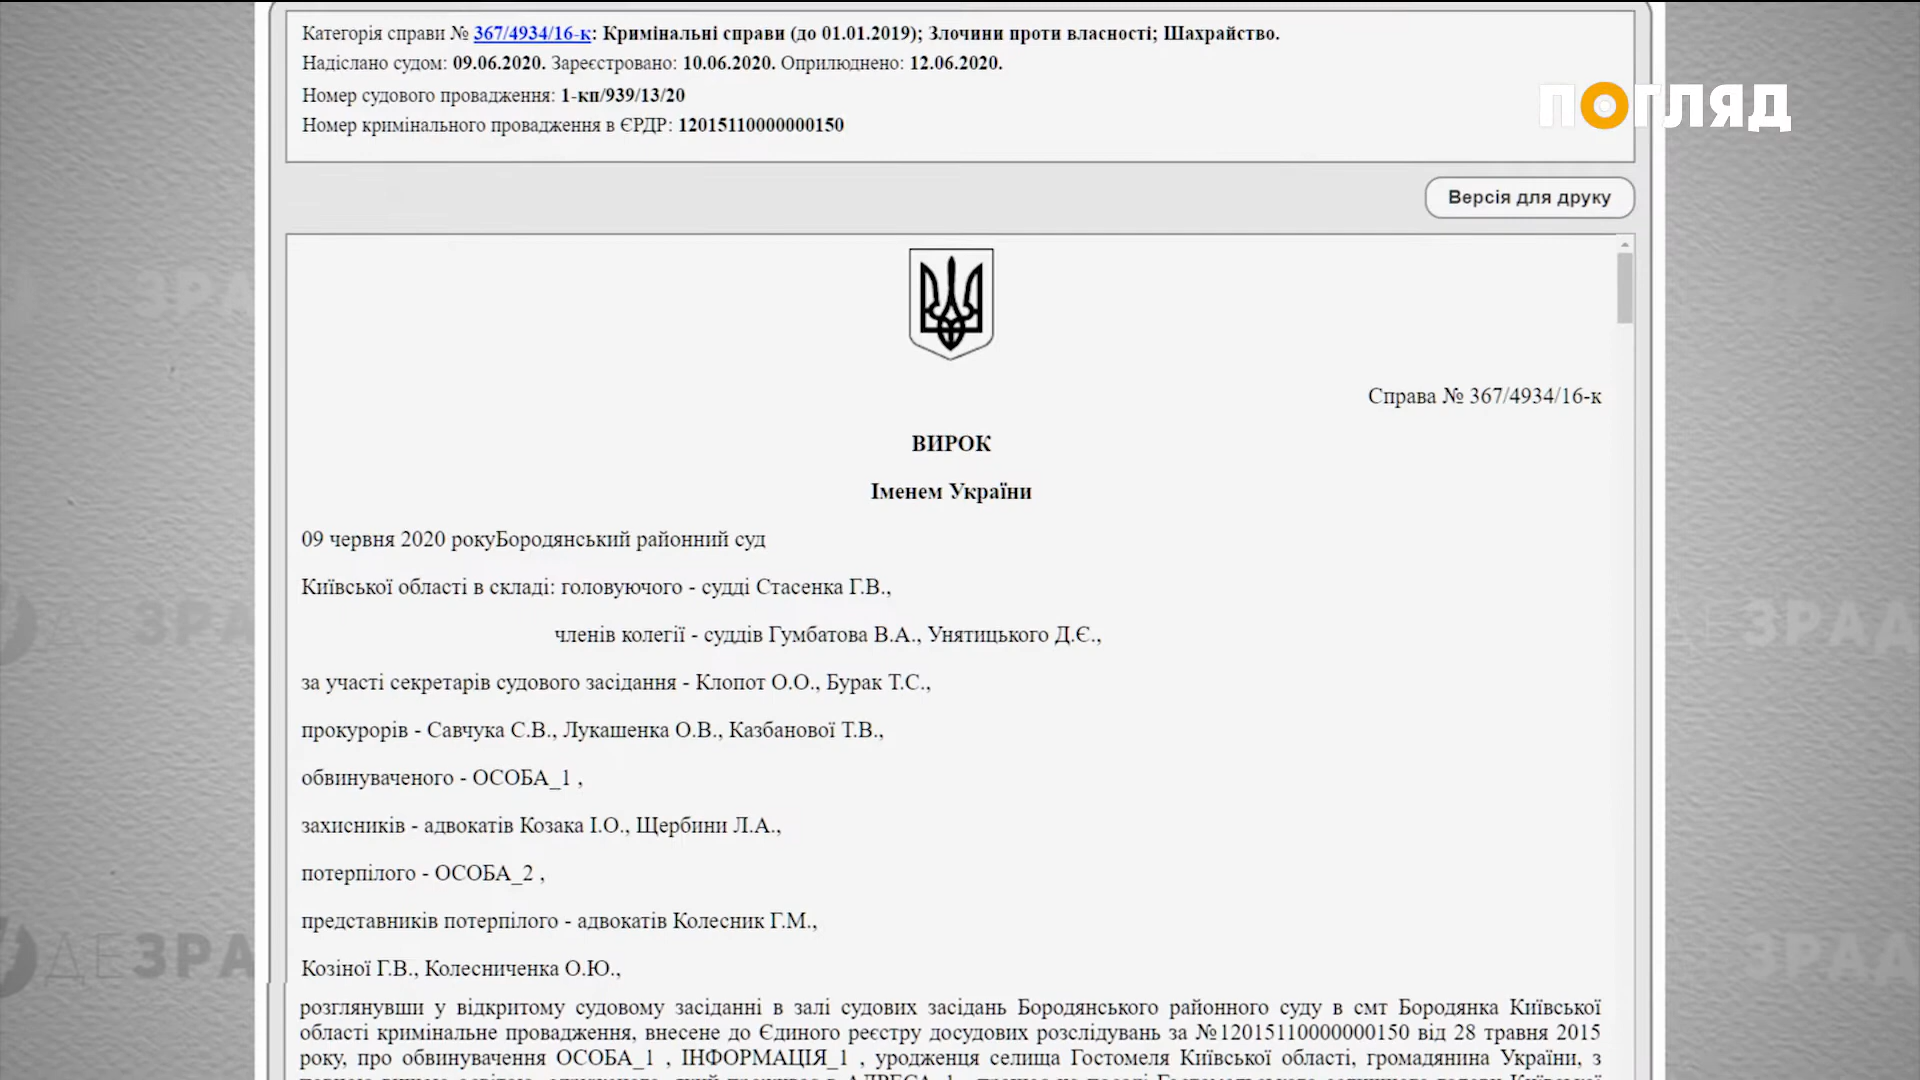 Категорія справи № 367/4934/16-к: Кримінальні справи (до 01.01.2019); Злочини проти власності; Шахрайство.
Надіслано судом: 09.06.2020. Зареєстровано: 10.06.2020. Оприлюднено: 12.06.2020.
Номер судового провадження: 1-кп/939/13/20
Номер кримінального провадження в ЄРДР: 12015110000000150
ПОГЛЯД
Версія для друку
Справа № 367/4934/16-к
ВИРОК
Іменем України
09 червня 2020 рокуБородянський районний суд
Київської області в складі: головуючого - судді Стасенка Г.В.,
членів колегії - суддів Гумбатова В.А., Унятицького Д.Є.,
за участі секретарів судового засідання - Клопот О.О., Бурак Т.С.,
прокурорів - Савчука С.В., Лукашенка О.В., Казбанової Т.В.,
обвинуваченого - ОСОБА_1 ,
захисників - адвокатів Козака І.О., Щербини Л.А.,
потерпілого - ОСОБА_2 ,
представників потерпілого - адвокатів Колесник Г.М.,
Козіної Г.В., Колесниченка О.Ю.,
розглянувши у відкритому судовому засіданні в залі судових засідань Бородянського районного суду в смт Бородянка Київської
області кримінальне провадження, внесене до Єдиного реєстру досудових розслідувань за №12015110000000150 від 28 травня 2015
року, про обвинувачення ОСОБА_1 , ІНФОРМАЦІЯ_1 , уродженця селища Гостомеля Київської області, громадянина України, з
ЗРА
ДЕ ЗРА
ДЕЗРА
ЗРАД
ЗРАД